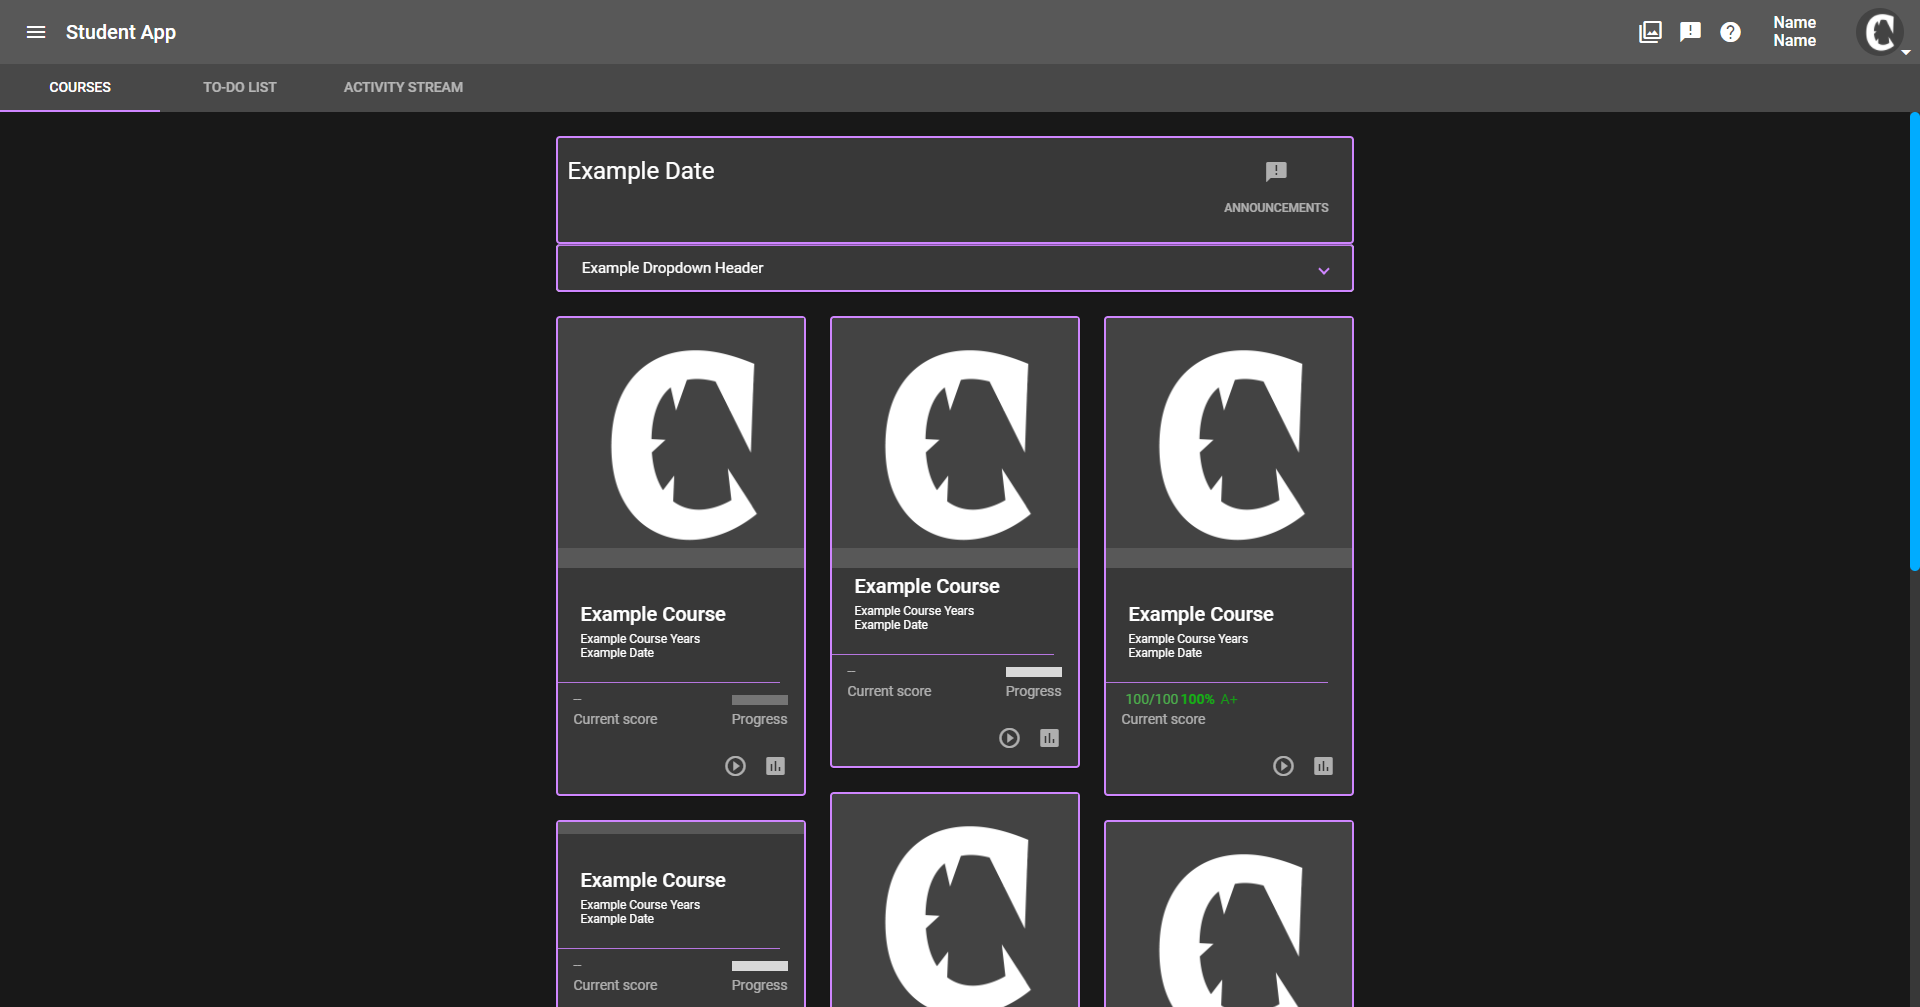 Student App
Name
Name
COURSES
TO-DO LIST
ACTIVITY STREAM
Example Date
ANNOUNCEMENTS
Example Dropdown Header
Example Course
Example Course Years
Example Date
–
Current score
Progress
Example Course
Example Course Years
Example Date
–
Current score
Progress
Example Course
Example Course Years
Example Date
100/100 100% A+
Current score
Example Course
Example Course Years
Example Date
–
Current score
Progress